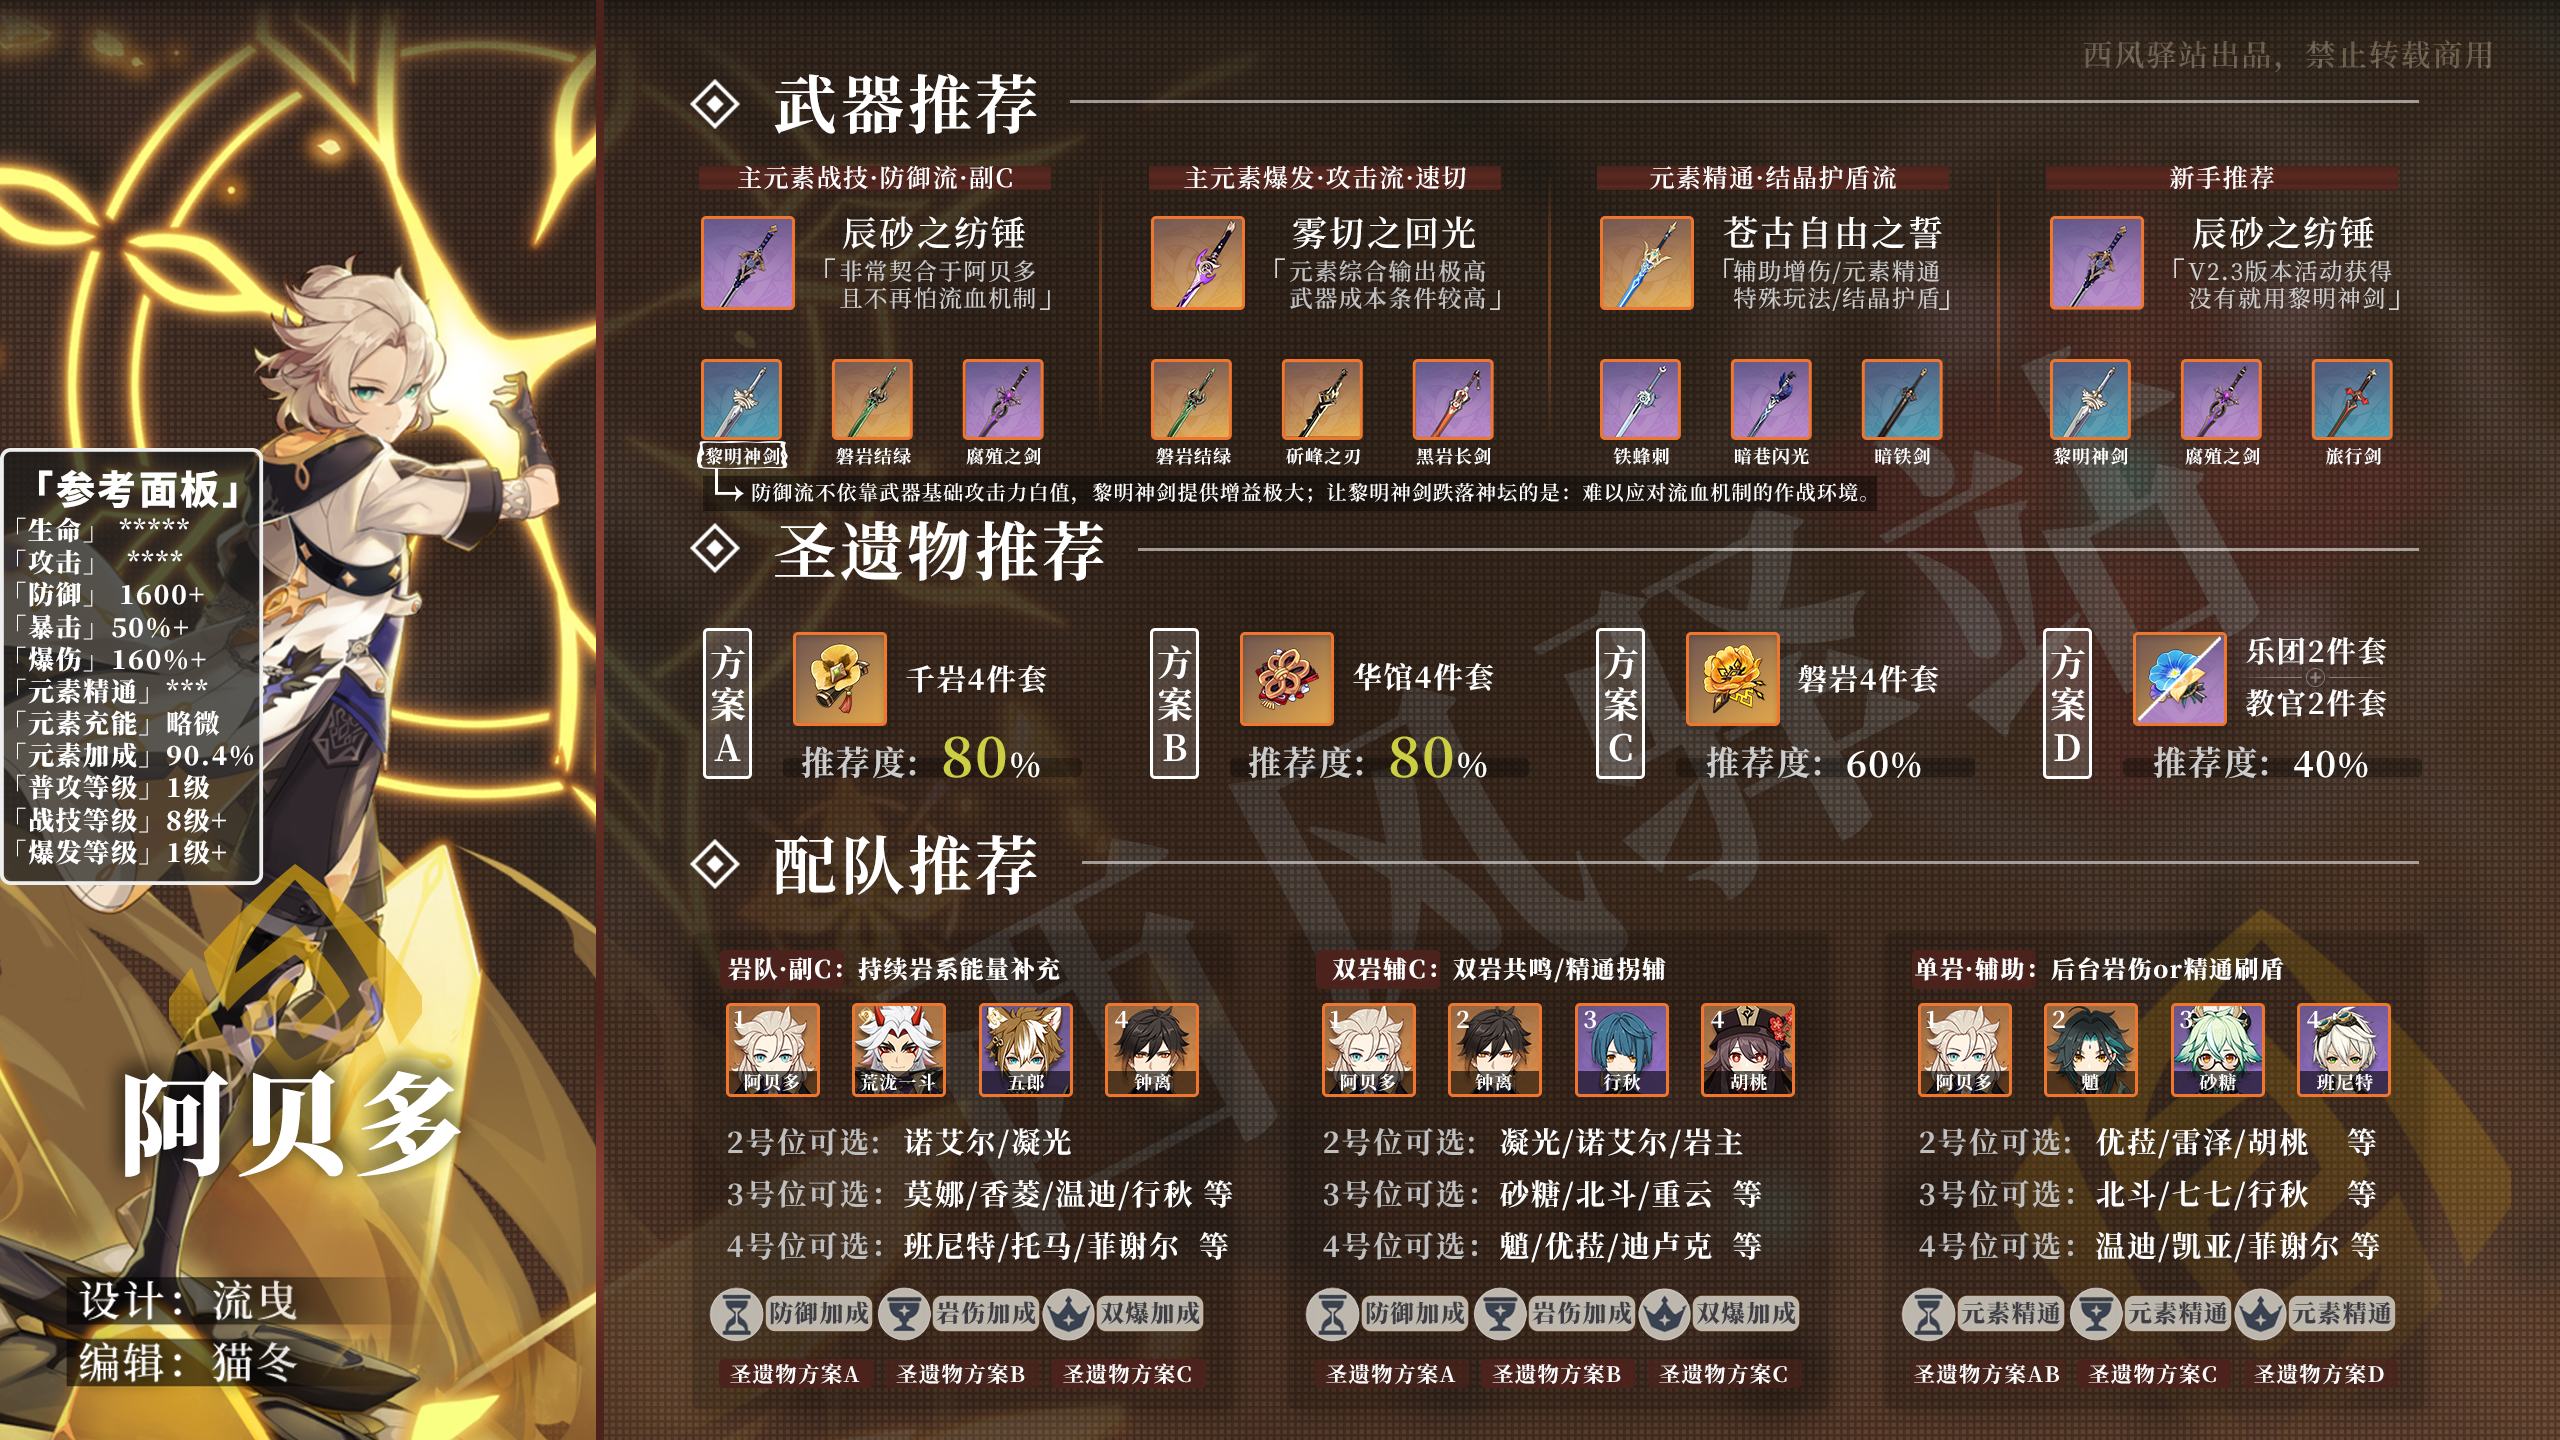 西风驿站出品，禁止转载商用
武器推荐
主元素战技·防御流·副C
辰砂之纺锤
「非常契合于阿贝多
且不再怕流血机制」
黎明神剑
磐岩结绿
腐殖之剑
主元素爆发·攻击流·速切
雾切之回光
「元素综合输出极高
武器成本条件较高」
磐岩结绿
斫峰之刃
黑岩长剑
元素精通·结晶护盾流
苍古自由之誓
「辅助增伤/元素精通
特殊玩法/结晶护盾」
铁蜂刺
暗巷闪光
暗铁剑
新手推荐
辰砂之纺锤
「V2.3版本活动获得
没有就用黎明神剑」
黎明神剑
腐殖之剑
旅行剑
防御流不依靠武器基础攻击力白值，黎明神剑提供增益极大；让黎明神剑跌落神坛的是：难以应对流血机制的作战环境。
圣遗物推荐
方案A
千岩4件套
推荐度：80%
方案B
华馆4件套
推荐度：80%
方案C
磐岩4件套
推荐度：60%
方案D
乐团2件套
教官2件套
推荐度：40%
配队推荐
岩队·副C：持续岩系能量补充
1
4
阿贝多
荒泷一斗
五郎
钟离
2号位可选：诺艾尔/凝光
3号位可选：莫娜/香菱/温迪/行秋 等
4号位可选：班尼特/托马/菲谢尔 等
防御加成
岩伤加成
双爆加成
圣遗物方案A
圣遗物方案B
圣遗物方案C
双岩辅C：双岩共鸣/精通拐辅
1
2
3
4
阿贝多
钟离
行秋
胡桃
2号位可选：凝光/诺艾尔/岩主
3号位可选：砂糖/北斗/重云 等
4号位可选：魈/优菈/迪卢克 等
防御加成
岩伤加成
双爆加成
圣遗物方案A
圣遗物方案B
圣遗物方案C
单岩·辅助：后台岩伤or精通刷盾
1
2
3
4
阿贝多
魈
砂糖
班尼特
2号位可选：优菈/雷泽/胡桃 等
3号位可选：北斗/七七/行秋 等
4号位可选：温迪/凯亚/菲谢尔 等
元素精通
元素精通
元素精通
圣遗物方案AB
圣遗物方案C
圣遗物方案D
「参考面板」
「生命」 *****
「攻击」 ****
「防御」 1600+
「暴击」50%+
「爆伤」160%+
「元素精通」***
「元素充能」略微
「元素加成」90.4%
「普攻等级」1级
「战技等级」8级+
「爆发等级」1级+
阿贝多
设计：流曳
编辑：猫冬
西风驿站